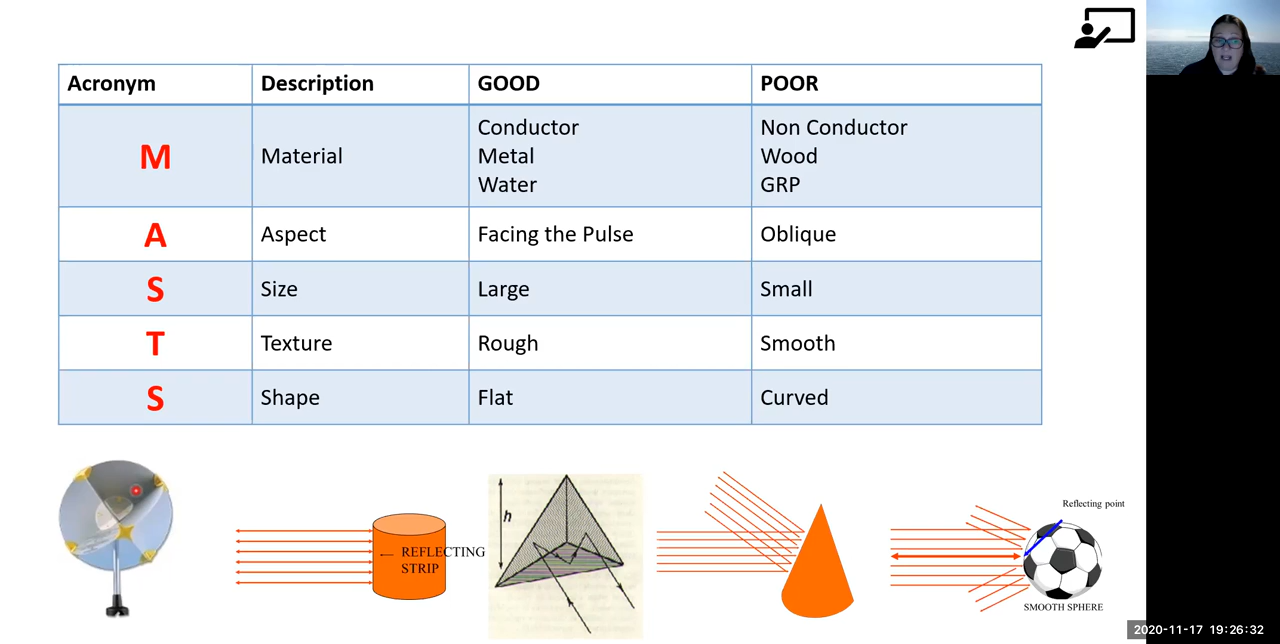 Acronym Description GOOD POOR
M Material Conductor Non Conductor
Metal Wood
Water GRP
A Aspect Facing the Pulse Oblique
S Size Large Small
T Texture Rough Smooth
S Shape Flat Curved
REFLECTING
STRIP
h
Reflecting point
SMOOTH SPHERE
2020-11-17 19:26:32